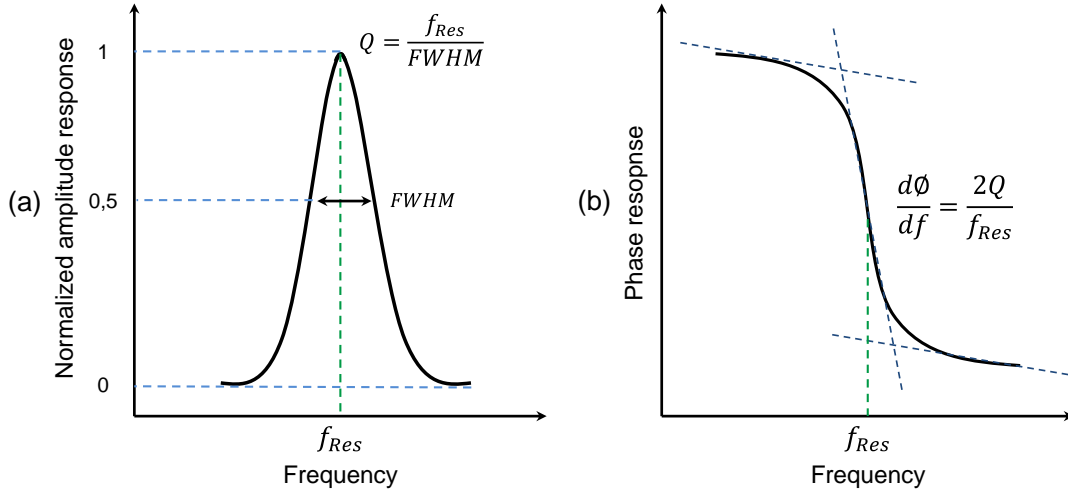 (a)
Normalized amplitude response
1
0,5
0
Q = f_Res / FWHM
FWHM
f_Res
Frequency
(b)
Phase resopnse
dØ/df = 2Q/f_Res
f_Res
Frequency